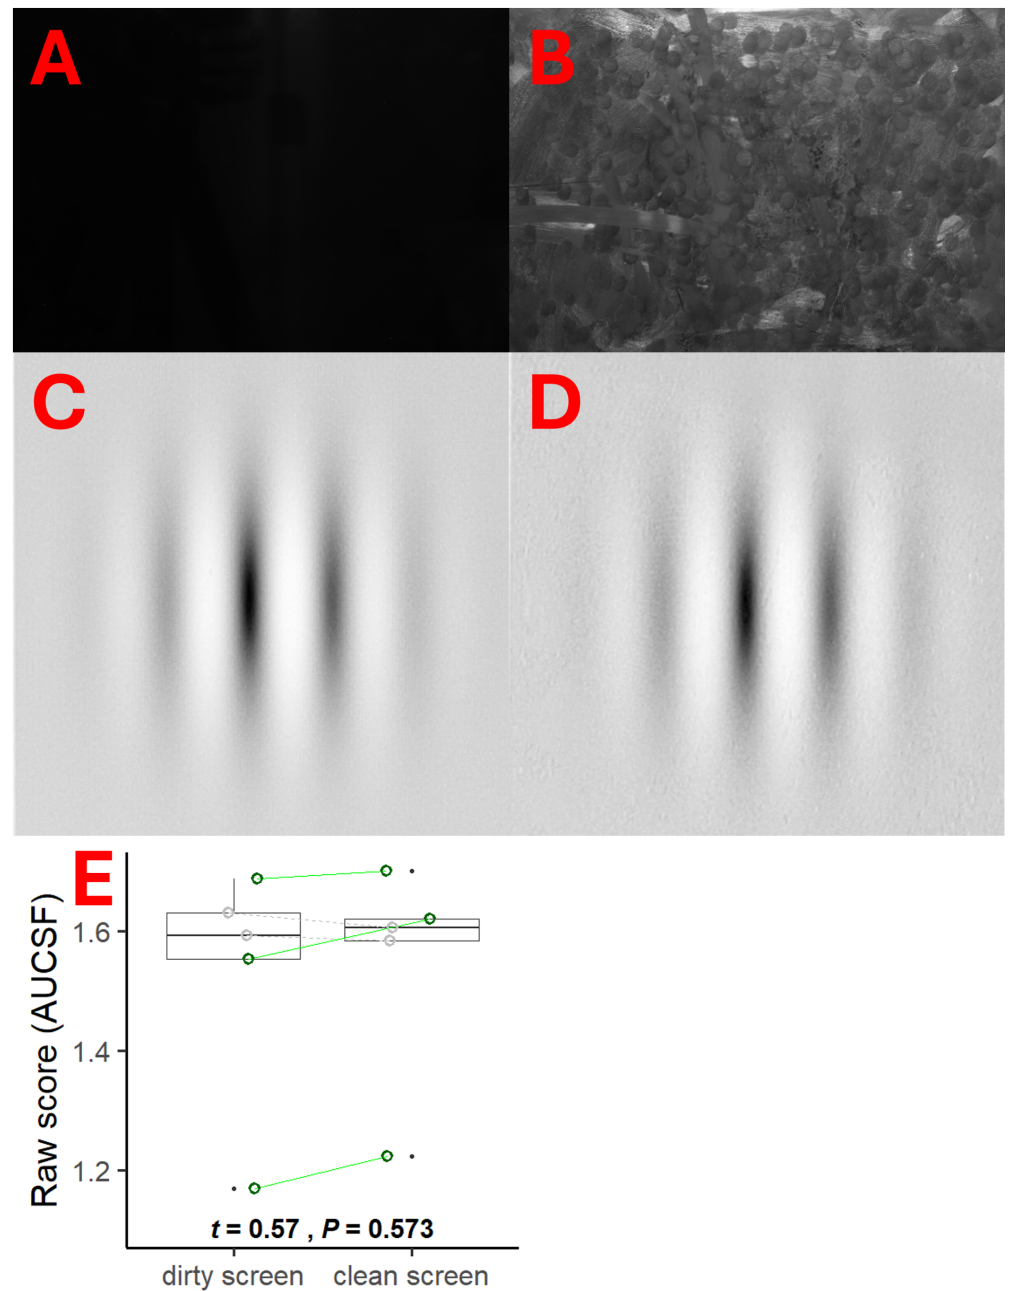 A
B
C
D
E
Raw score (AUCSF)
1.6
1.4
1.2
t = 0.57 , P = 0.573
dirty screen
clean screen